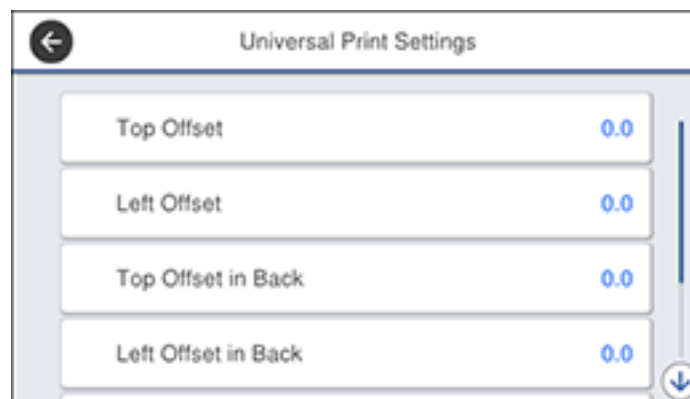 Universal Print Settings
Top Offset 0.0
Left Offset 0.0
Top Offset in Back 0.0
Left Offset in Back 0.0